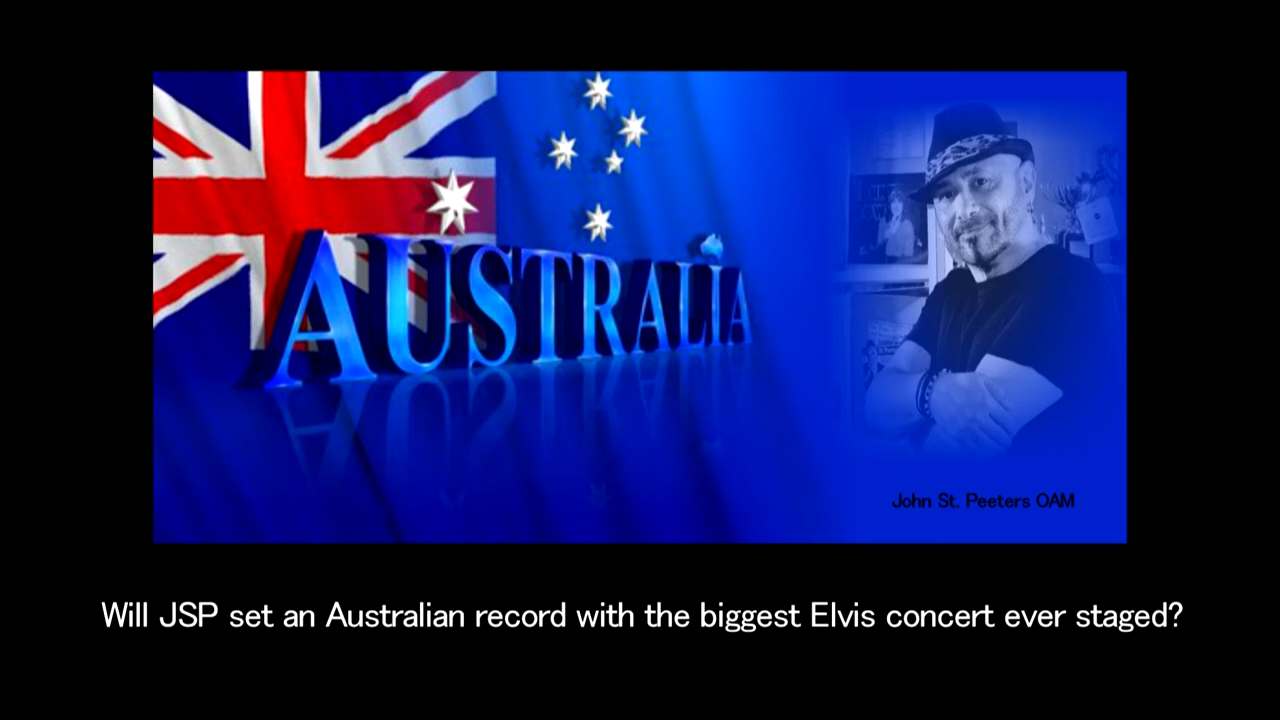 AUSTRALIA
John St. Peeters OAM
Will JSP set an Australian record with the biggest Elvis concert ever staged?